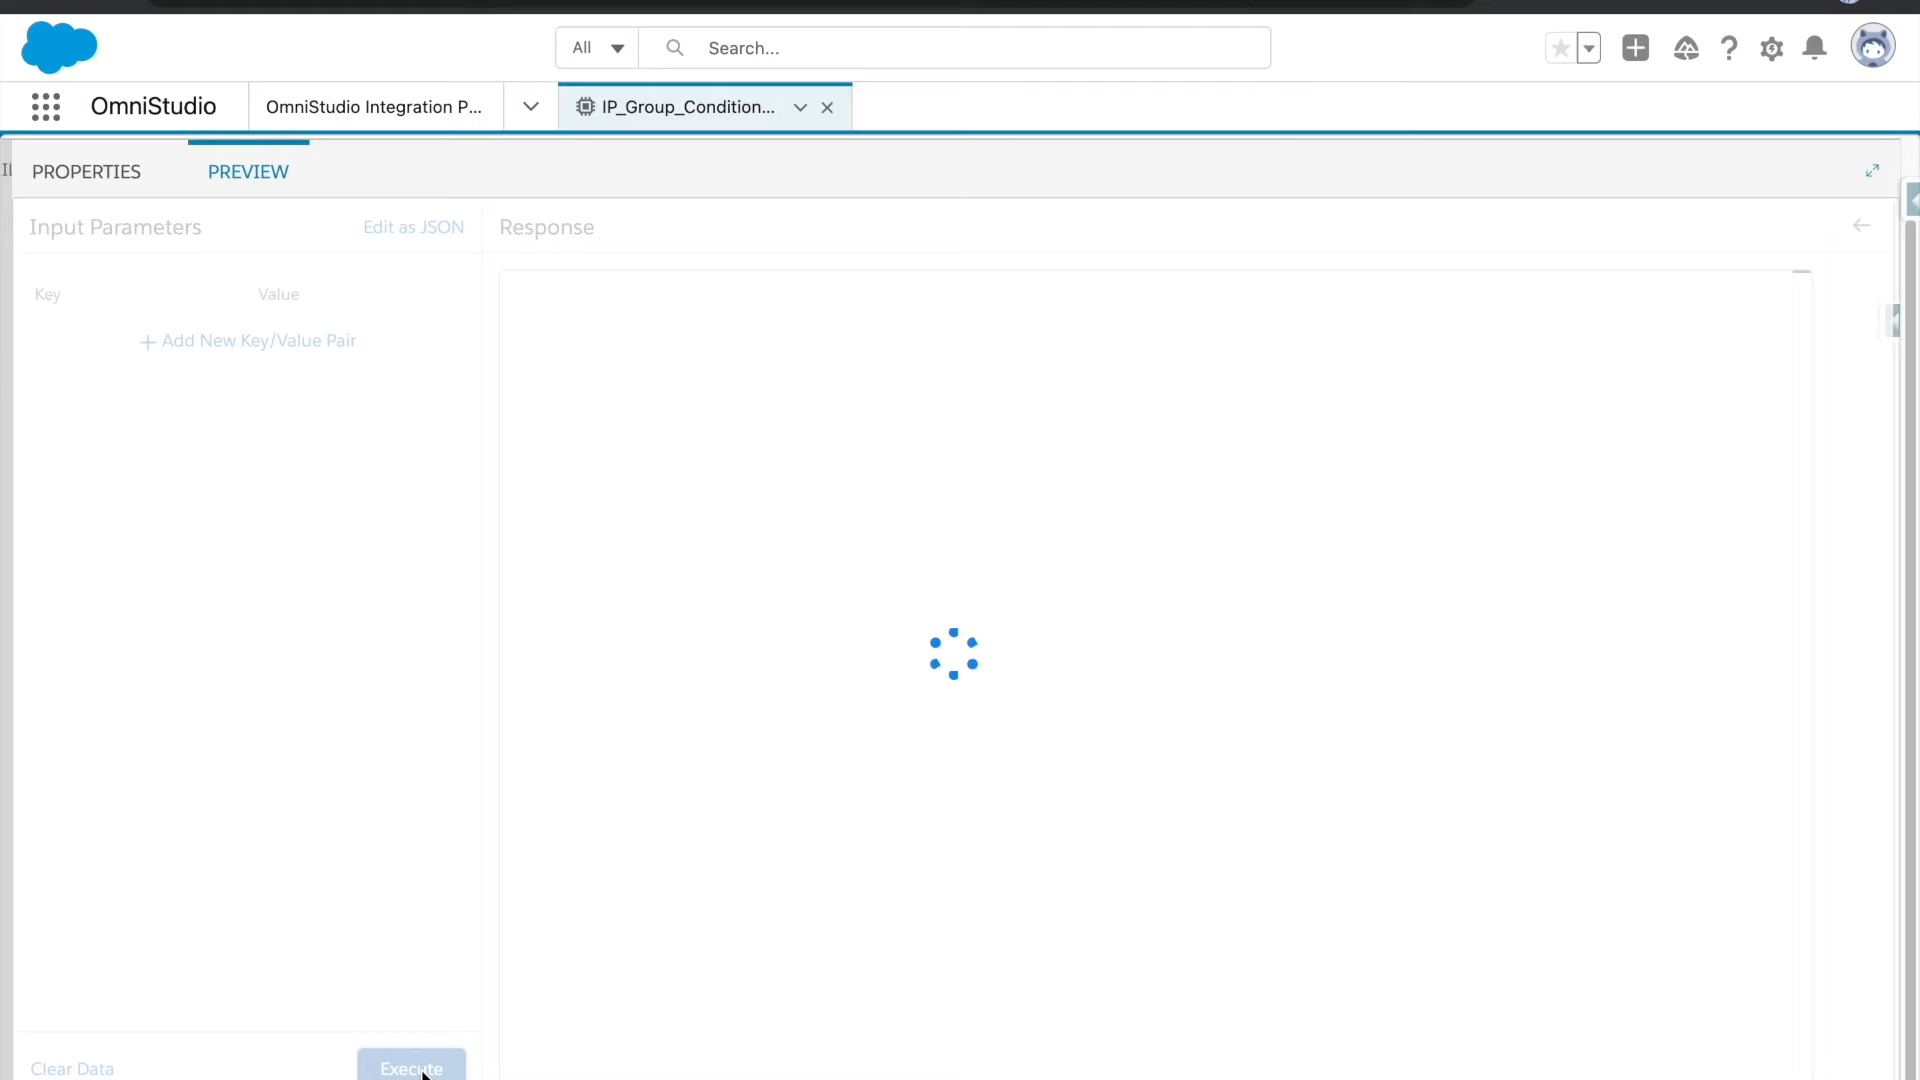 All
Search...
OmniStudio
OmniStudio Integration P...
IP_Group_Condition...
PROPERTIES
PREVIEW
Input Parameters
Edit as JSON
Response
Key
Value
Add New Key/Value Pair
Clear Data
Execute